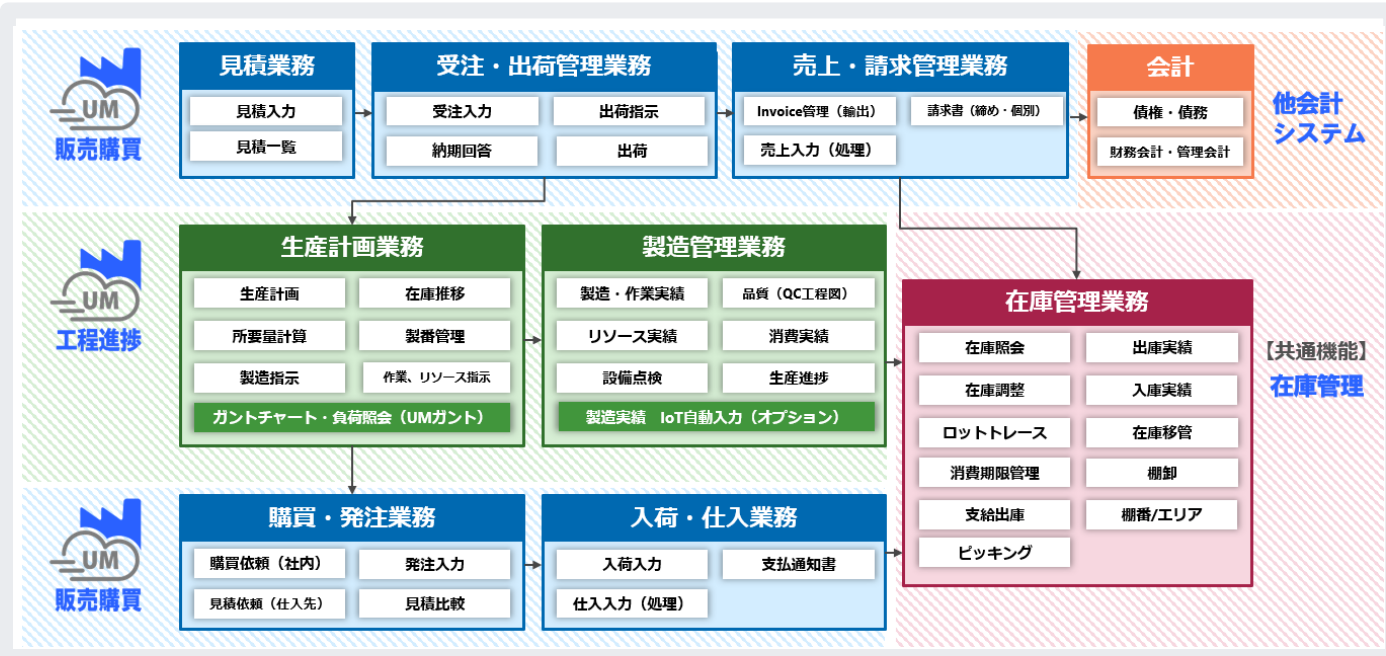 UM
販売購買
見積業務
見積入力
見積一覧
受注・出荷管理業務
受注入力
出荷指示
納期回答
出荷
売上・請求管理業務
Invoice管理（輸出）
請求書（締め・個別）
売上入力（処理）
会計
債権・債務
財務会計・管理会計
他会計
システム
UM
工程進捗
生産計画業務
生産計画
在庫推移
所要量計算
製番管理
製造指示
作業、リソース指示
ガントチャート・負荷照会（UMガント）
製造管理業務
製造・作業実績
品質（QC工程図）
リソース実績
消費実績
設備点検
生産進捗
製造実績　IoT自動入力（オプション）
在庫管理業務
在庫照会
出庫実績
在庫調整
入庫実績
ロットトレース
在庫移管
消費期限管理
棚卸
支給出庫
棚番/エリア
ピッキング
【共通機能】
在庫管理
UM
販売購買
購買・発注業務
購買依頼（社内）
発注入力
見積依頼（仕入先）
見積比較
入荷・仕入業務
入荷入力
支払通知書
仕入入力（処理）